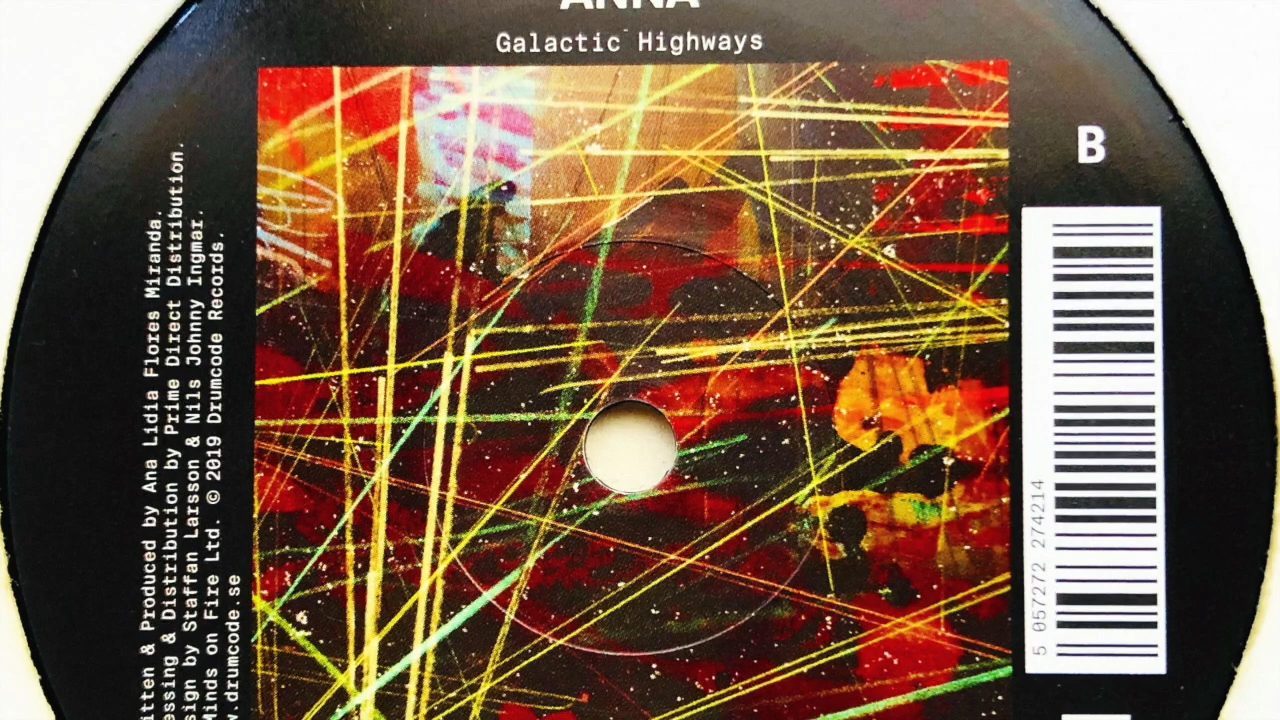 ANNA
Galactic Highways
B
itten & Produced by Ana Lidia Flores Miranda.
essing & Distribution by Prime Direct Distribution.
sign by Staffan Larsson & Nils Johnny Ingmar.
Minds on Fire Ltd. © 2019 Drumcode Records.
w.drumcode.se
5 057272 274214